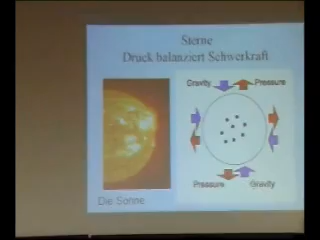 Sterne
Druck balanziert Schwerkraft
Gravity Pressure
Pressure Gravity
Die Sonne